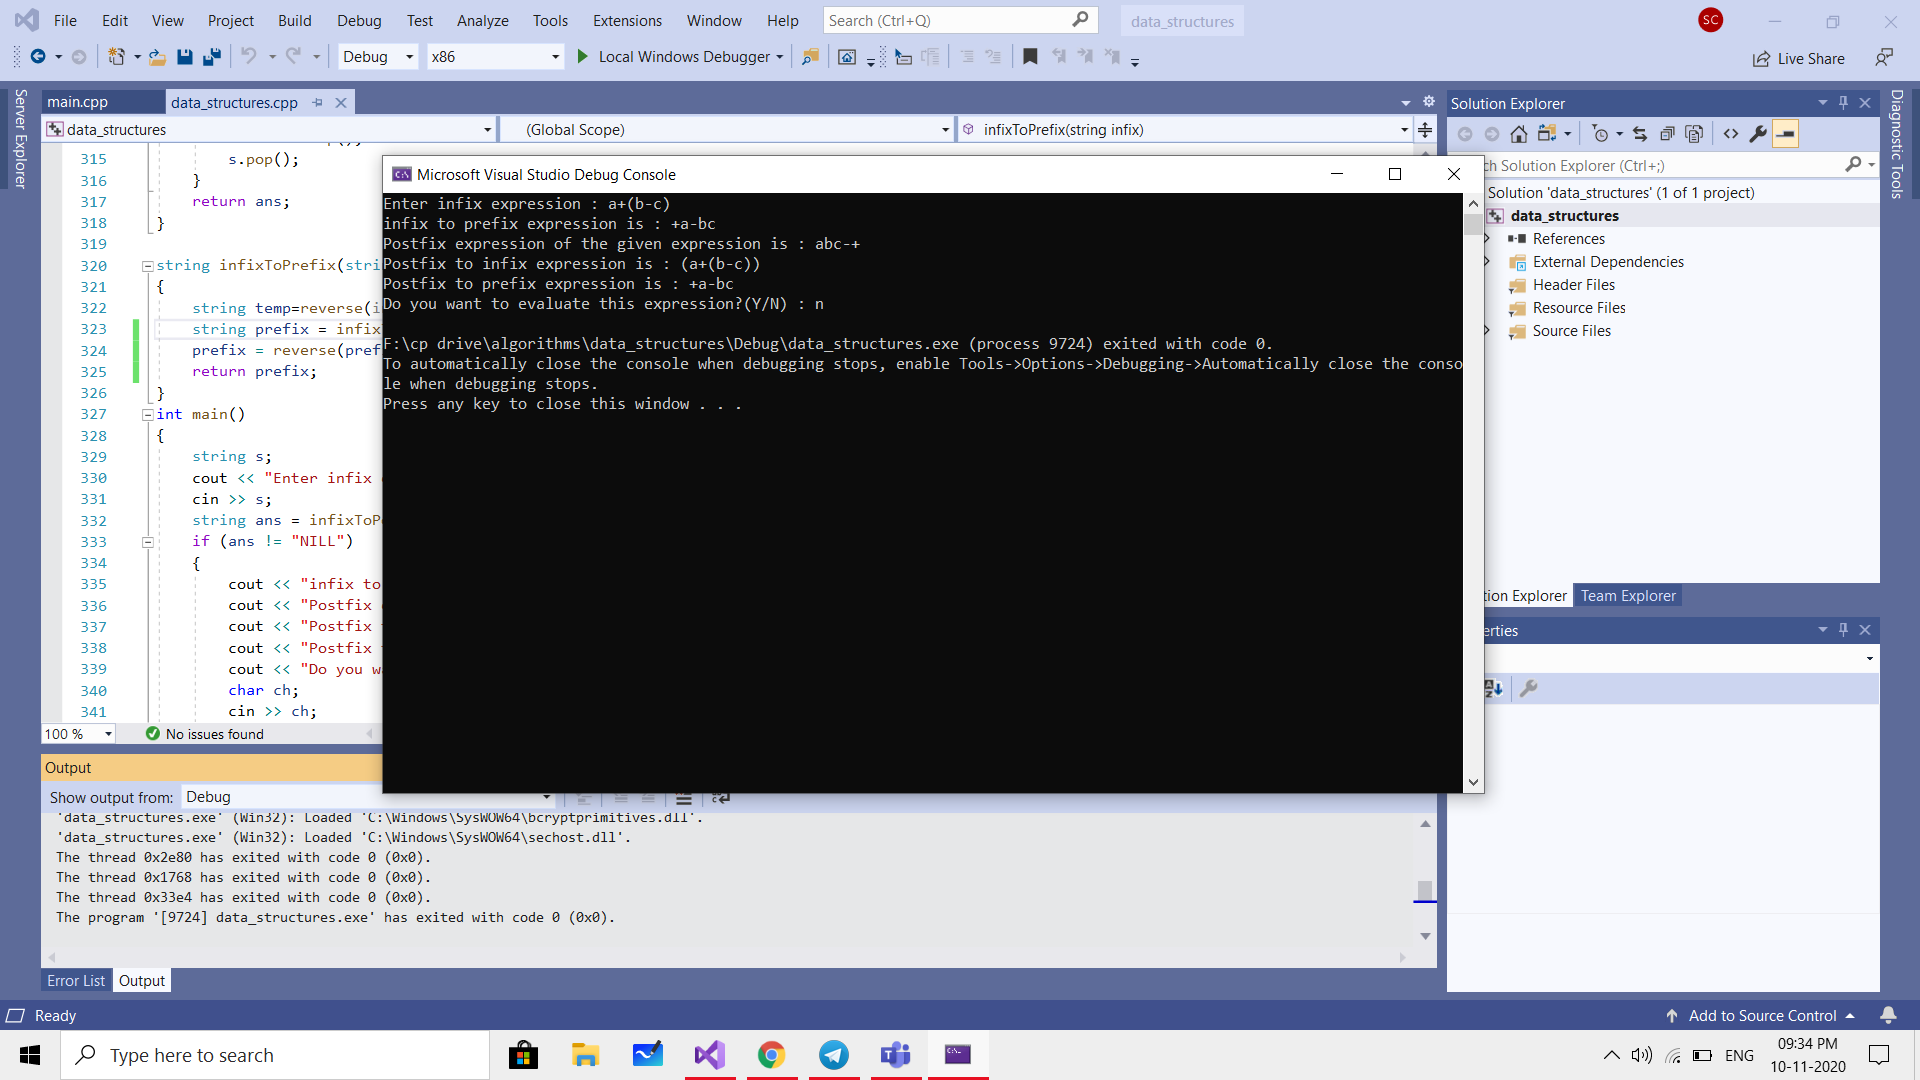 File Edit View Project Build Debug Test Analyze Tools Extensions Window Help Search (Ctrl+Q) data_structures SC
Debug x86 Local Windows Debugger Live Share
Server Explorer
main.cpp data_structures.cpp
data_structures (Global Scope) infixToPrefix(string infix)
315 s.pop();
316 }
317 return ans;
318 }
319
320 string infixToPrefix(stri
321 {
322 string temp=reverse(i
323 string prefix = infix
324 prefix = reverse(pref
325 return prefix;
326 }
327 int main()
328 {
329 string s;
330 cout << "Enter infix
331 cin >> s;
332 string ans = infixToP
333 if (ans != "NILL")
334 {
335 cout << "infix to
336 cout << "Postfix
337 cout << "Postfix
338 cout << "Postfix
339 cout << "Do you w
340 char ch;
341 cin >> ch;
100 % No issues found
Microsoft Visual Studio Debug Console
Enter infix expression : a+(b-c)
infix to prefix expression is : +a-bc
Postfix expression of the given expression is : abc-+
Postfix to infix expression is : (a+(b-c))
Postfix to prefix expression is : +a-bc
Do you want to evaluate this expression?(Y/N) : n
F:\cp drive\algorithms\data_structures\Debug\data_structures.exe (process 9724) exited with code 0.
To automatically close the console when debugging stops, enable Tools->Options->Debugging->Automatically close the conso
le when debugging stops.
Press any key to close this window . . .
Solution Explorer
ch Solution Explorer (Ctrl+;)
Solution 'data_structures' (1 of 1 project)
data_structures
References
External Dependencies
Header Files
Resource Files
Source Files
tion Explorer Team Explorer
erties
Diagnostic Tools
Output
Show output from: Debug
'data_structures.exe' (Win32): Loaded 'C:\Windows\SysWOW64\bcryptprimitives.dll'.
'data_structures.exe' (Win32): Loaded 'C:\Windows\SysWOW64\sechost.dll'.
The thread 0x2e80 has exited with code 0 (0x0).
The thread 0x1768 has exited with code 0 (0x0).
The thread 0x33e4 has exited with code 0 (0x0).
The program '[9724] data_structures.exe' has exited with code 0 (0x0).
Error List Output
Ready Add to Source Control
Type here to search ENG 09:34 PM
10-11-2020